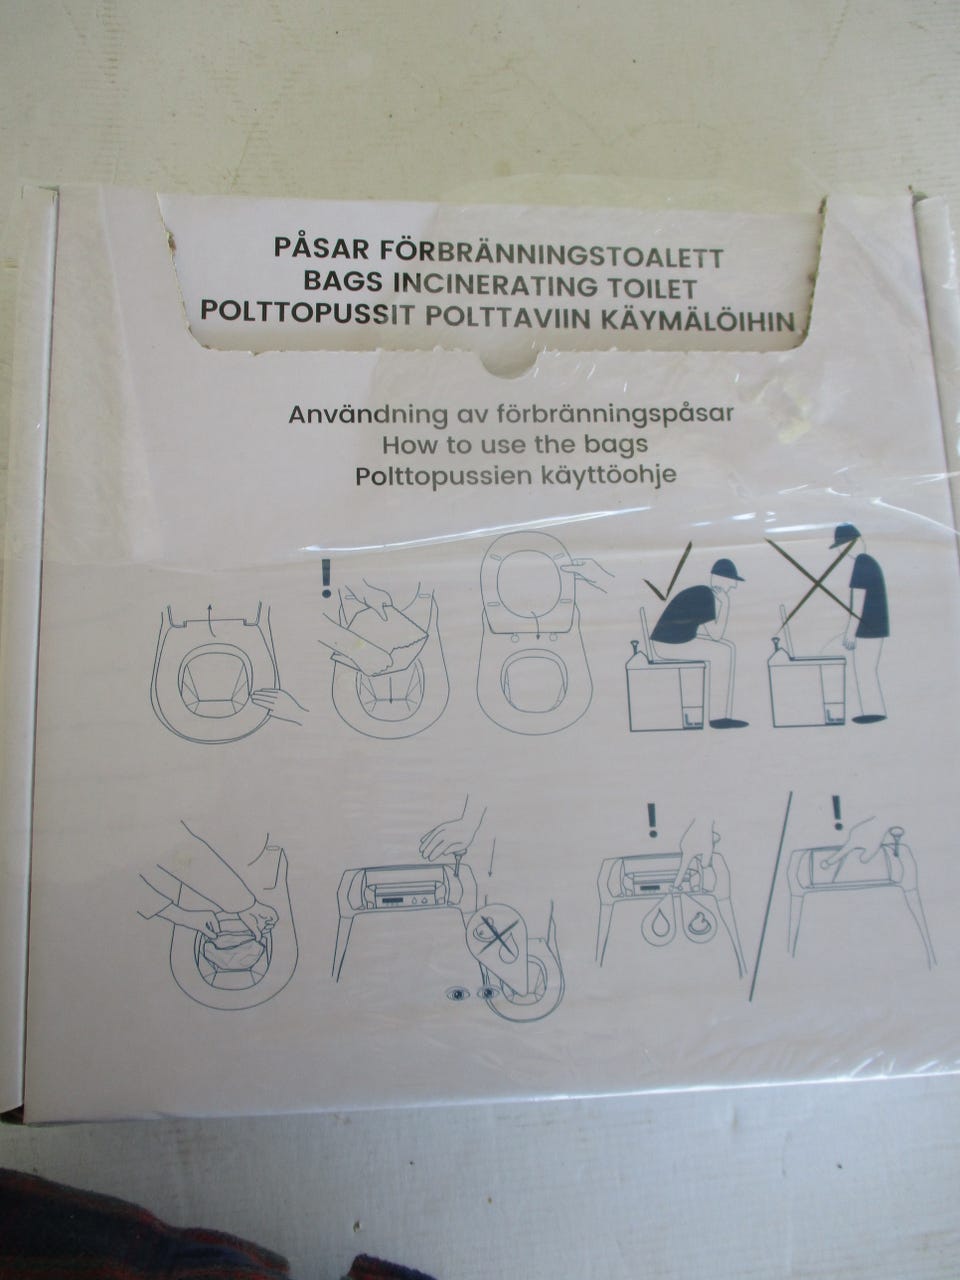 PÅSAR FÖRBRÄNNINGSTOALETT
BAGS INCINERATING TOILET
POLTTOPUSSIT POLTTAVIIN KÄYMÄLÖIHIN
Användning av förbränningspåsar
How to use the bags
Polttopussien käyttöohje
!
!
!